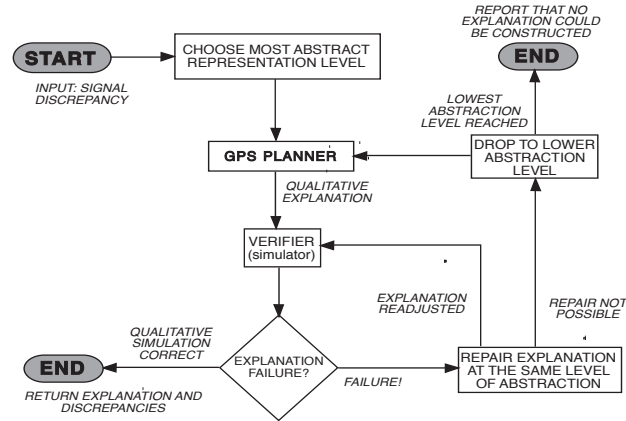 REPORT THAT NO
EXPLANATION COULD
BE CONSTRUCTED
END
START
INPUT: SIGNAL
DISCREPANCY
CHOOSE MOST ABSTRACT
REPRESENTATION LEVEL
LOWEST
ABSTRACTION
LEVEL REACHED
GPS PLANNER
DROP TO LOWER
ABSTRACTION
LEVEL
QUALITATIVE
EXPLANATION
VERIFIER
(simulator)
EXPLANATION
READJUSTED
REPAIR NOT
POSSIBLE
QUALITATIVE
SIMULATION
CORRECT
END
RETURN EXPLANATION AND
DISCREPANCIES
EXPLANATION
FAILURE?
FAILURE!
REPAIR EXPLANATION
AT THE SAME LEVEL
OF ABSTRACTION